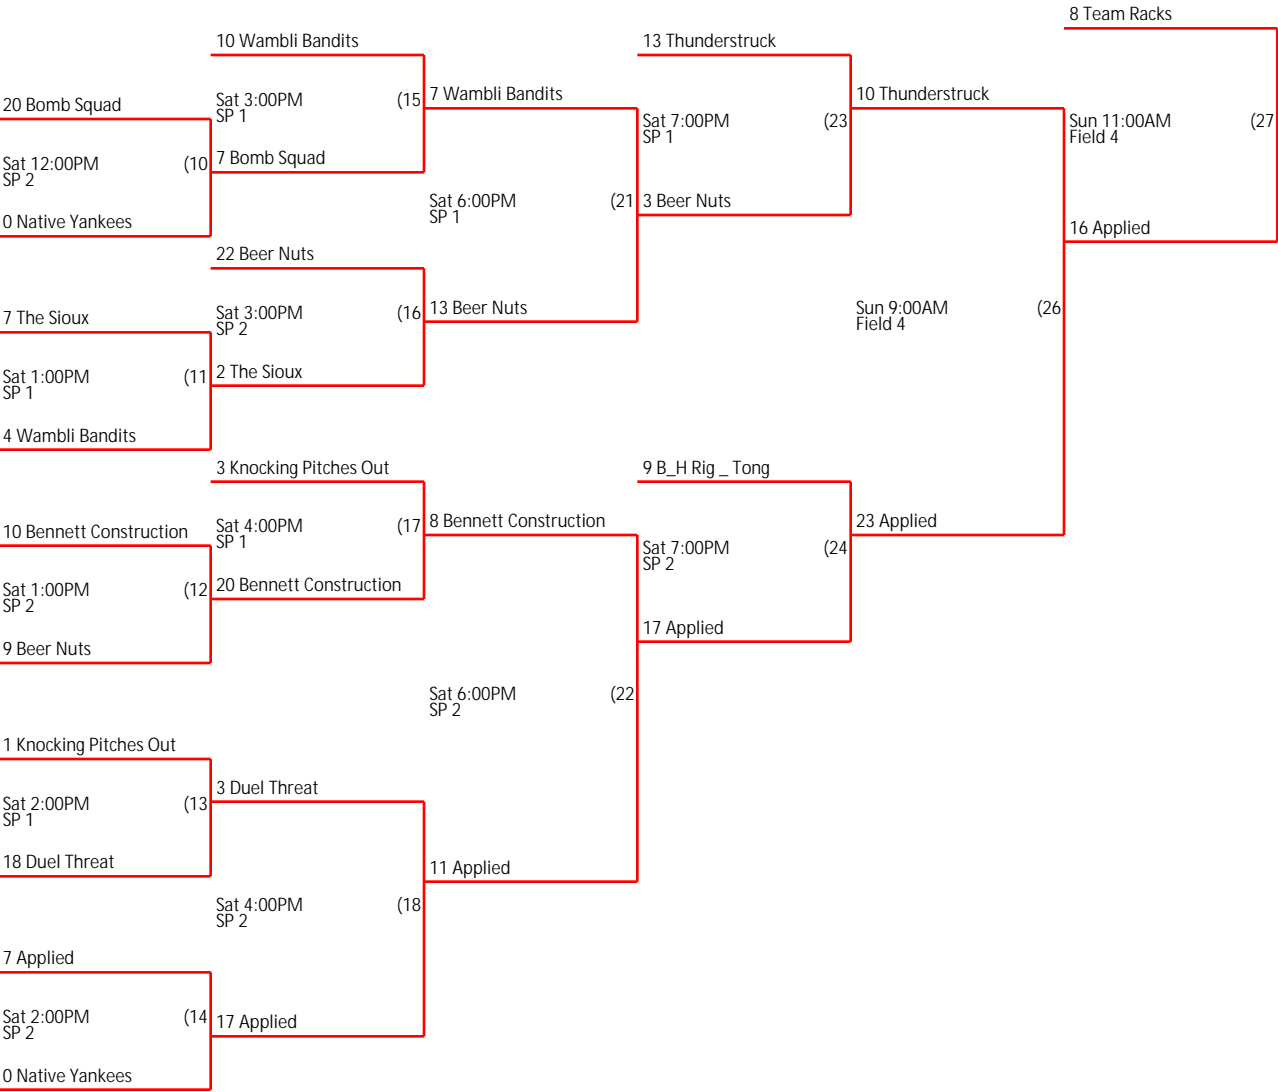 8 Team Racks
10 Wambli Bandits
13 Thunderstruck
20 Bomb Squad
Sat 3:00PM
SP 1
(15
7 Wambli Bandits
10 Thunderstruck
Sat 7:00PM
SP 1
(23
Sun 11:00AM
Field 4
(27
Sat 12:00PM
SP 2
(10
7 Bomb Squad
Sat 6:00PM
SP 1
(21
3 Beer Nuts
0 Native Yankees
16 Applied
22 Beer Nuts
7 The Sioux
Sat 3:00PM
SP 2
(16
13 Beer Nuts
Sun 9:00AM
Field 4
(26
Sat 1:00PM
SP 1
(11
2 The Sioux
4 Wambli Bandits
3 Knocking Pitches Out
9 B_H Rig _ Tong
10 Bennett Construction
Sat 4:00PM
SP 1
(17
8 Bennett Construction
23 Applied
Sat 7:00PM
SP 2
(24
Sat 1:00PM
SP 2
(12
20 Bennett Construction
17 Applied
9 Beer Nuts
Sat 6:00PM
SP 2
(22
1 Knocking Pitches Out
Sat 2:00PM
SP 1
(13
3 Duel Threat
18 Duel Threat
11 Applied
Sat 4:00PM
SP 2
(18
7 Applied
Sat 2:00PM
SP 2
(14
17 Applied
0 Native Yankees